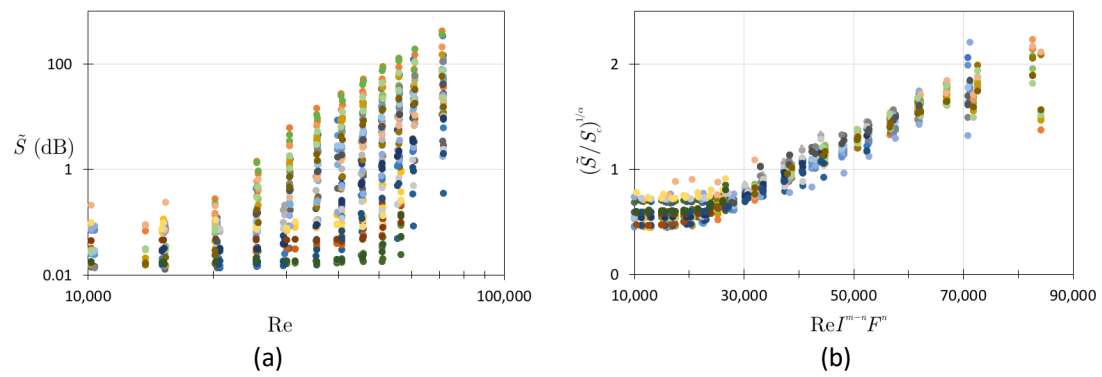 100
1
0.01
S̃ (dB)
10,000
100,000
Re
(a)
2
1
0
(S̃ / S_c)^{1/α}
10,000
30,000
50,000
70,000
90,000
Re I^{m−n} F^n
(b)